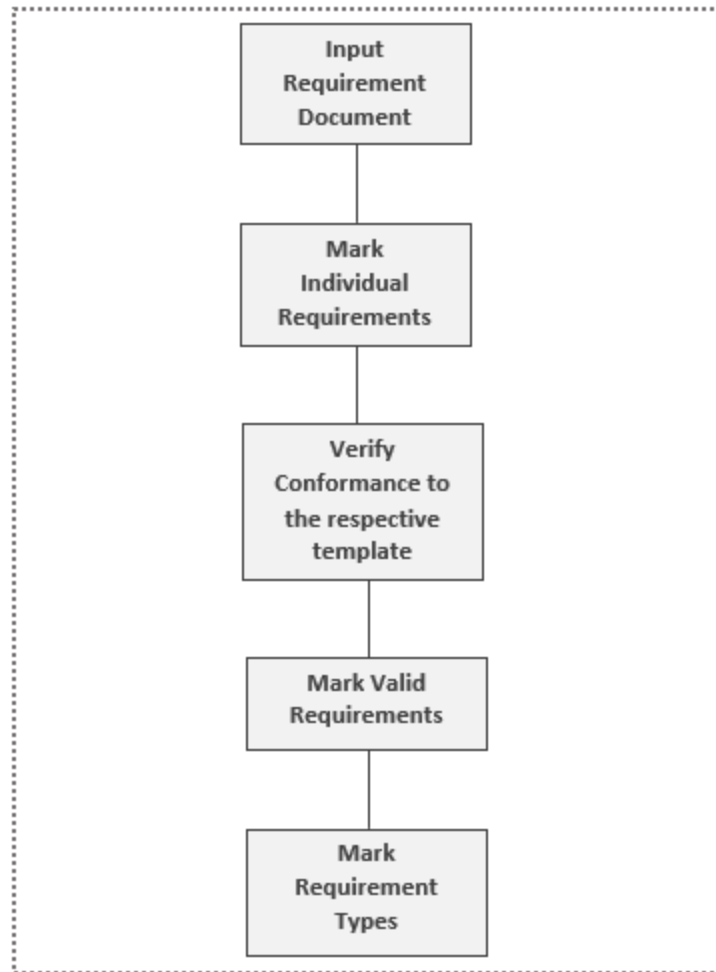 Input
Requirement
Document
Mark
Individual
Requirements
Verify
Conformance to
the respective
template
Mark Valid
Requirements
Mark
Requirement
Types